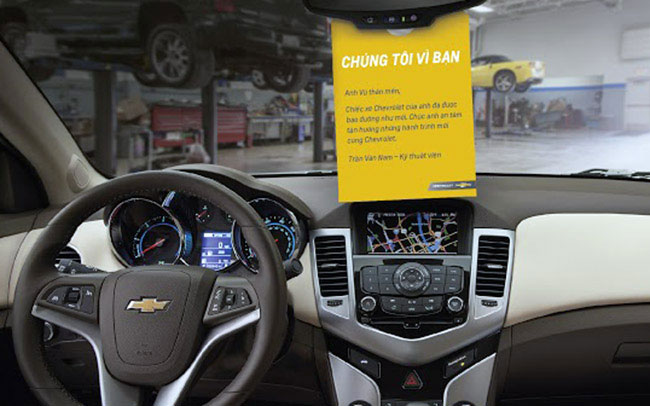 CHÚNG TÔI VÌ BẠN
Anh Vũ thân mến,
Chiếc xe Chevrolet của anh đã được
bảo dưỡng như mới. Chúc anh an tâm
tận hưởng những hành trình mới
cùng Chevrolet.
Trần Văn Nam – Kỹ thuật viên